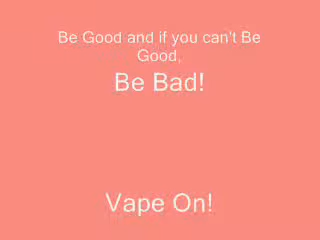 Be Good and if you can't Be
Good,
Be Bad!
Vape On!